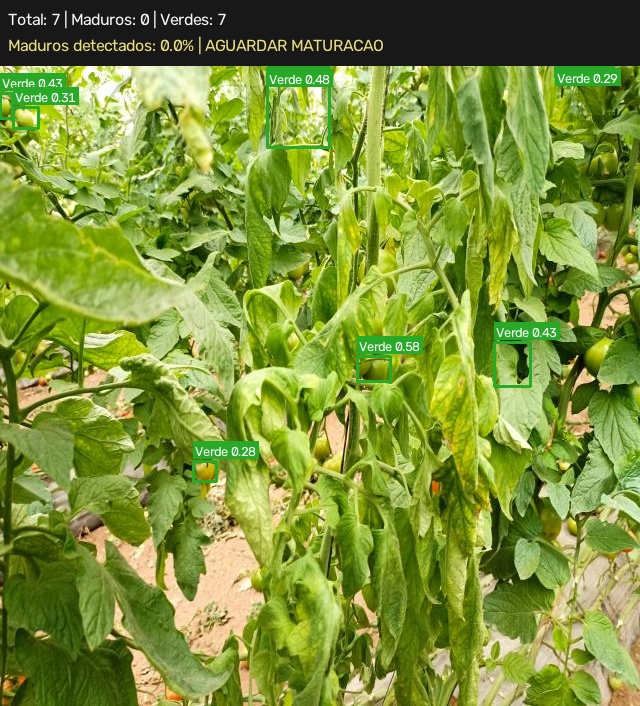 Total: 7 | Maduros: 0 | Verdes: 7
Maduros detectados: 0.0% | AGUARDAR MATURACAO
Verde 0.43
Verde 0.31
Verde 0.48
Verde 0.29
Verde 0.58
Verde 0.43
Verde 0.28